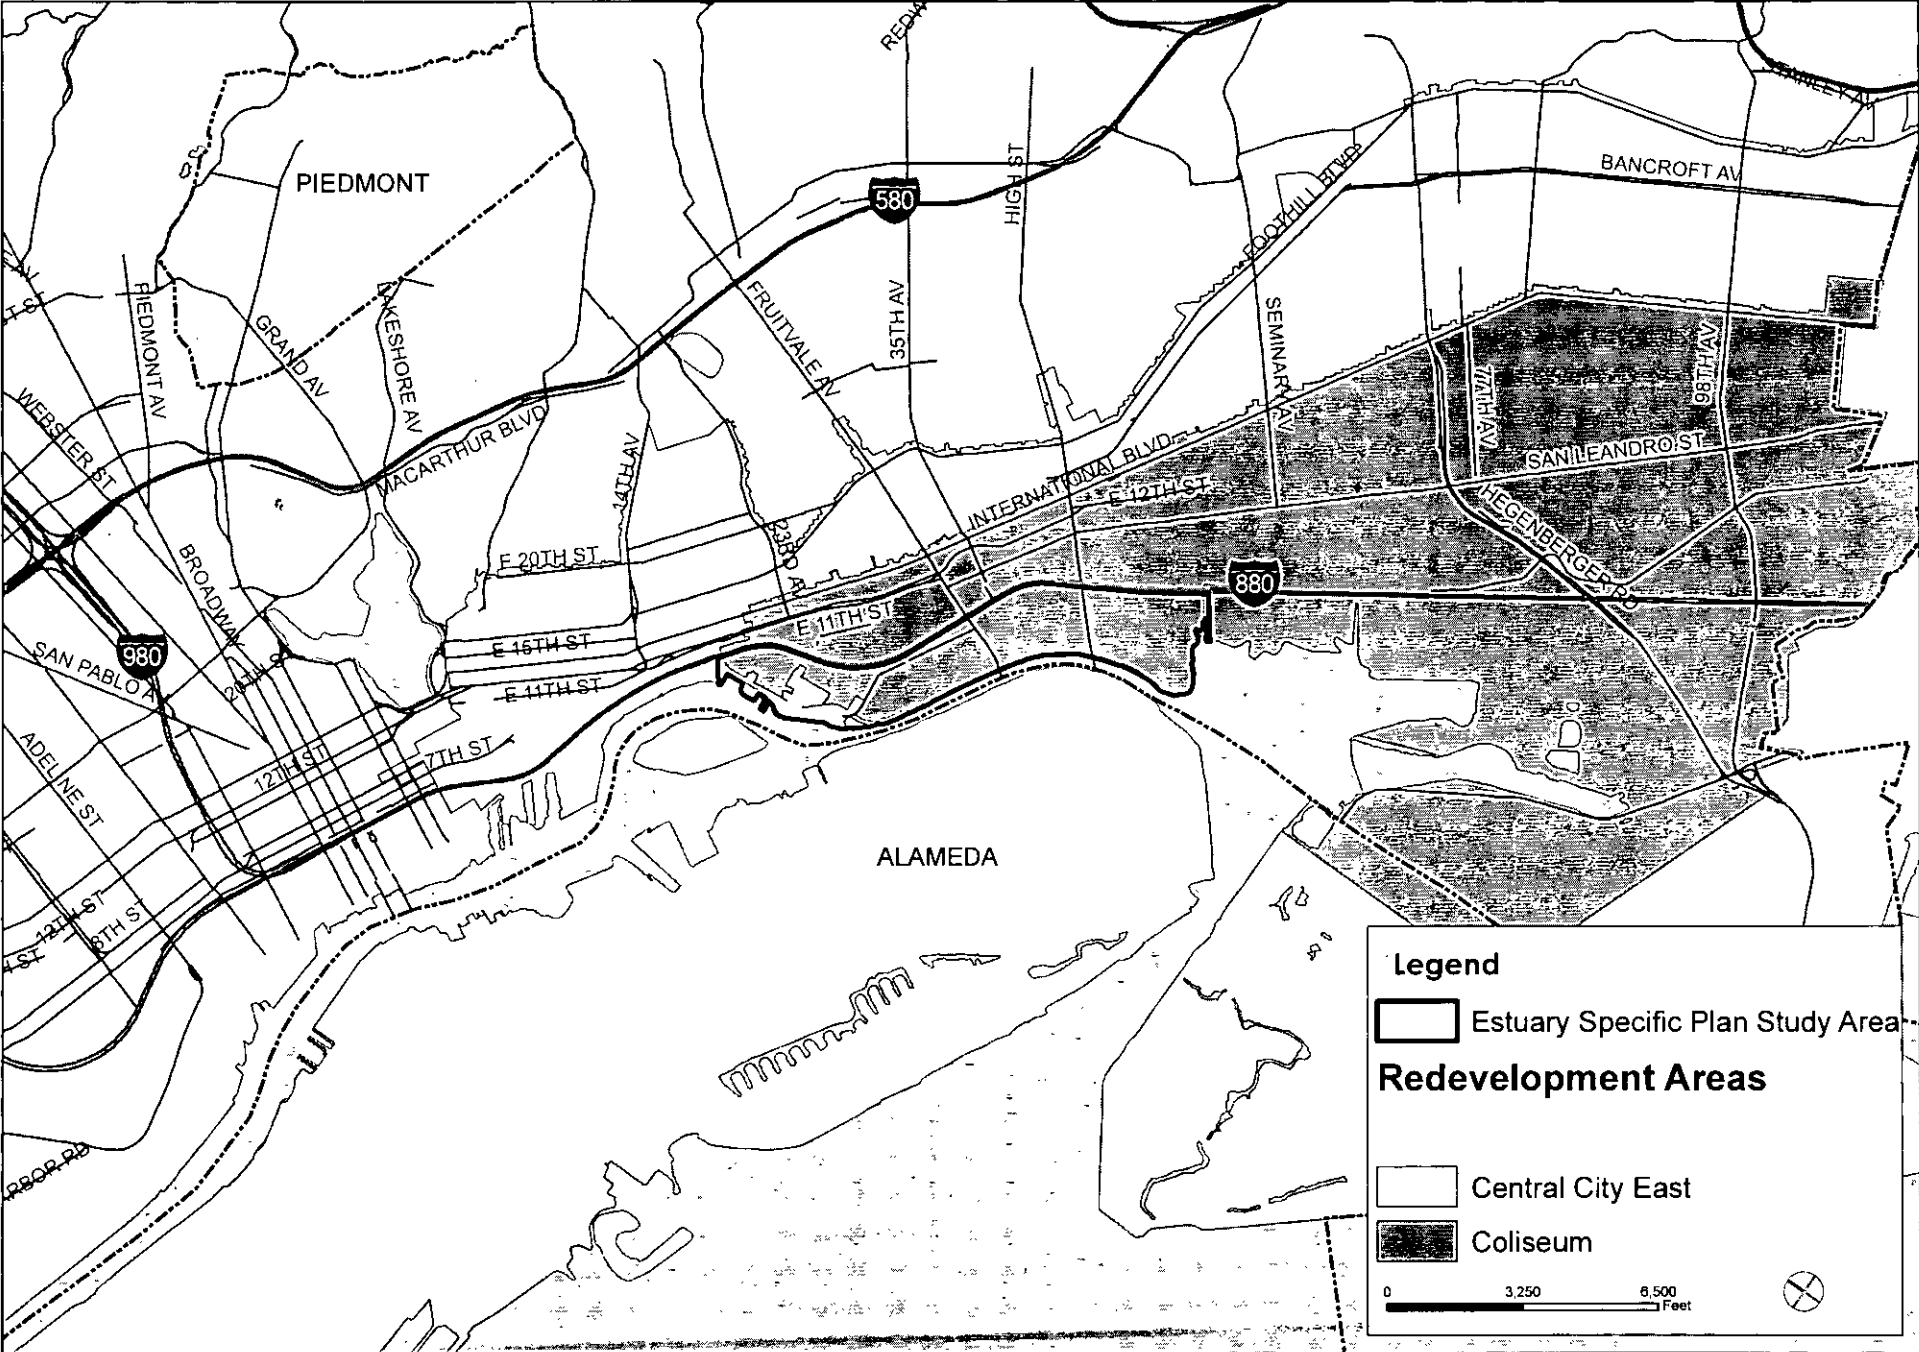 PIEDMONT
580
HIGH ST
BANCROFT AV
FOOTHILL BLVD
PIEDMONT AV
GRAND AV
LAKESHORE AV
FRUITVALE AV
35TH AV
SEMINARY AV
77TH AV
98TH AV
WEBSTER ST
MACARTHUR BLVD
14TH AV
23RD AV
INTERNATIONAL BLVD
E 12TH ST
SAN LEANDRO ST
HEGENBERGER RD
BROADWAY
E 20TH ST
880
E 11TH ST
980
SAN PABLO A
20TH S
E 15TH ST
E 11TH ST
ADELINE ST
12TH ST
7TH ST
ALAMEDA
12TH ST
8TH ST
RBOR RD
Legend
Estuary Specific Plan Study Area
Redevelopment Areas
Central City East
Coliseum
0 3,250 6,500
Feet